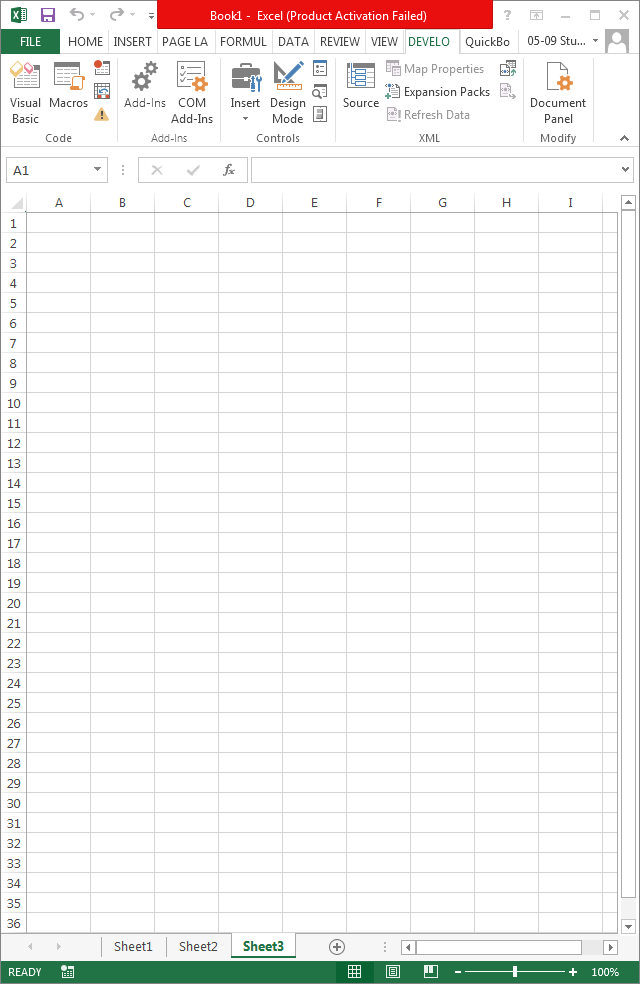 Book1 - Excel (Product Activation Failed)
FILE HOME INSERT PAGE LA FORMUL DATA REVIEW VIEW DEVELO QuickBo 05-09 Stu...
Visual Basic
Macros
Code
Add-Ins
COM Add-Ins
Add-Ins
Insert
Design Mode
Controls
Source
Map Properties
Expansion Packs
Refresh Data
XML
Document Panel
Modify
A1 fx
A B C D E F G H I
1
2
3
4
5
6
7
8
9
10
11
12
13
14
15
16
17
18
19
20
21
22
23
24
25
26
27
28
29
30
31
32
33
34
35
36
Sheet1 Sheet2 Sheet3
READY 100%